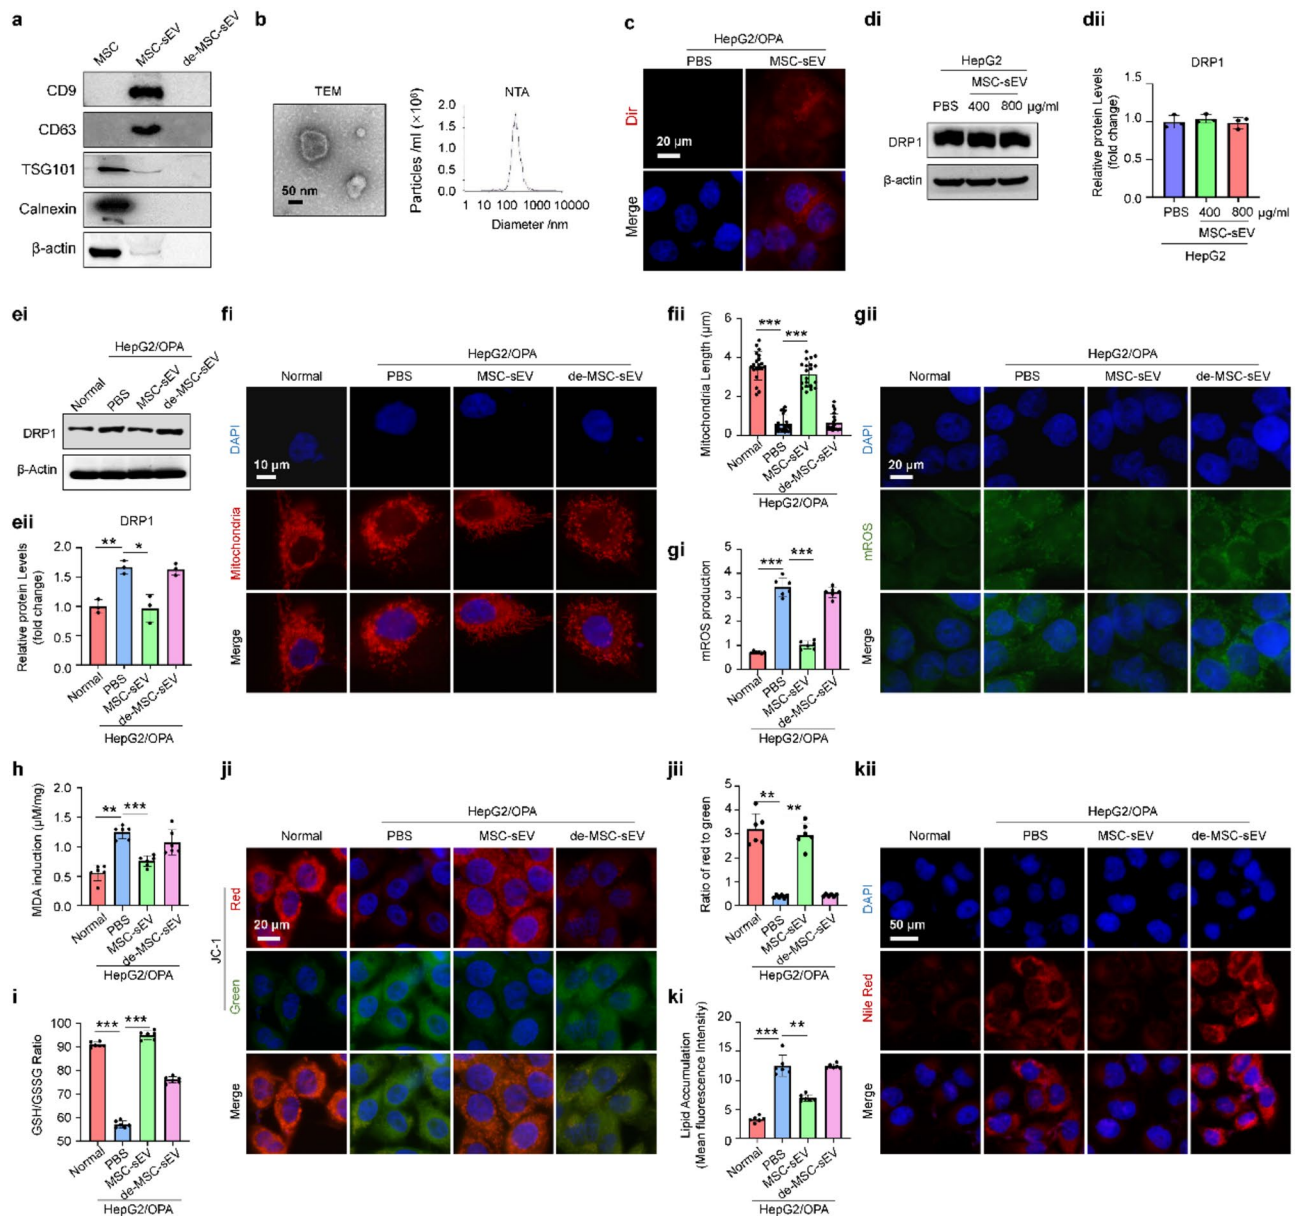 a
MSC
MSC-sEV
de-MSC-sEV
CD9
CD63
TSG101
Calnexin
β-actin
b
TEM
50 nm
NTA
Particles /ml (×10⁶)
2.0
1.5
1.0
0.5
0.0
1 10 100 1000 10000
Diameter /nm
c
HepG2/OPA
PBS MSC-sEV
Dir
20 μm
Merge
di
HepG2
MSC-sEV
PBS 400 800 μg/ml
DRP1
β-actin
dii
DRP1
Relative protein Levels
(fold change)
1.5
1.0
0.5
0.0
PBS 400 800 μg/ml
MSC-sEV
HepG2
ei
HepG2/OPA
Normal
PBS
MSC-sEV
de-MSC-sEV
DRP1
β-Actin
eii
DRP1
Relative protein Levels
(fold change)
2.0
1.5
1.0
0.5
0.0
** *
Normal
PBS
MSC-sEV
de-MSC-sEV
HepG2/OPA
fi
HepG2/OPA
Normal PBS MSC-sEV de-MSC-sEV
DAPI
10 μm
Mitochondria
Merge
fii
Mitochondria Length (μm)
6
4
2
0
*** ***
Normal
PBS
MSC-sEV
de-MSC-sEV
HepG2/OPA
gi
mROS production
5
4
3
2
1
0
*** ***
Normal
PBS
MSC-sEV
de-MSC-sEV
HepG2/OPA
gii
HepG2/OPA
Normal PBS MSC-sEV de-MSC-sEV
DAPI
20 μm
mROS
Merge
h
MDA induction (μM/mg)
2.0
1.5
1.0
0.5
0.0
** ***
Normal
PBS
MSC-sEV
de-MSC-sEV
HepG2/OPA
i
GSH/GSSG Ratio
100
90
80
70
60
50
*** ***
Normal
PBS
MSC-sEV
de-MSC-sEV
HepG2/OPA
ji
HepG2/OPA
Normal PBS MSC-sEV de-MSC-sEV
JC-1
Red
20 μm
Green
Merge
jii
Ratio of red to green
5
4
3
2
1
0
** **
Normal
PBS
MSC-sEV
de-MSC-sEV
HepG2/OPA
ki
Lipid Accumulation
(Mean fluorescence Intensity)
20
15
10
5
0
*** **
Normal
PBS
MSC-sEV
de-MSC-sEV
HepG2/OPA
kii
HepG2/OPA
Normal PBS MSC-sEV de-MSC-sEV
DAPI
50 μm
Nile Red
Merge